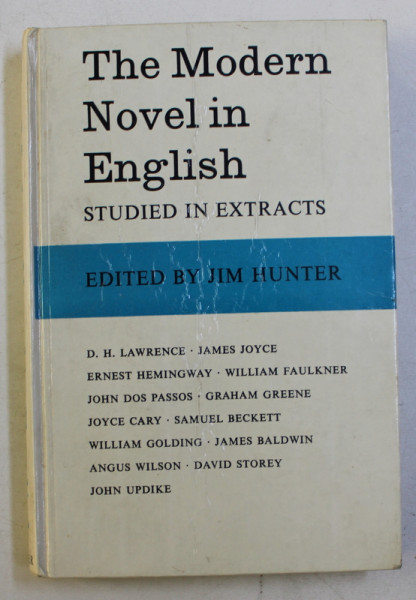 The Modern
Novel in
English
STUDIED IN EXTRACTS
EDITED BY JIM HUNTER
D. H. LAWRENCE · JAMES JOYCE
ERNEST HEMINGWAY · WILLIAM FAULKNER
JOHN DOS PASSOS · GRAHAM GREENE
JOYCE CARY · SAMUEL BECKETT
WILLIAM GOLDING · JAMES BALDWIN
ANGUS WILSON · DAVID STOREY
JOHN UPDIKE